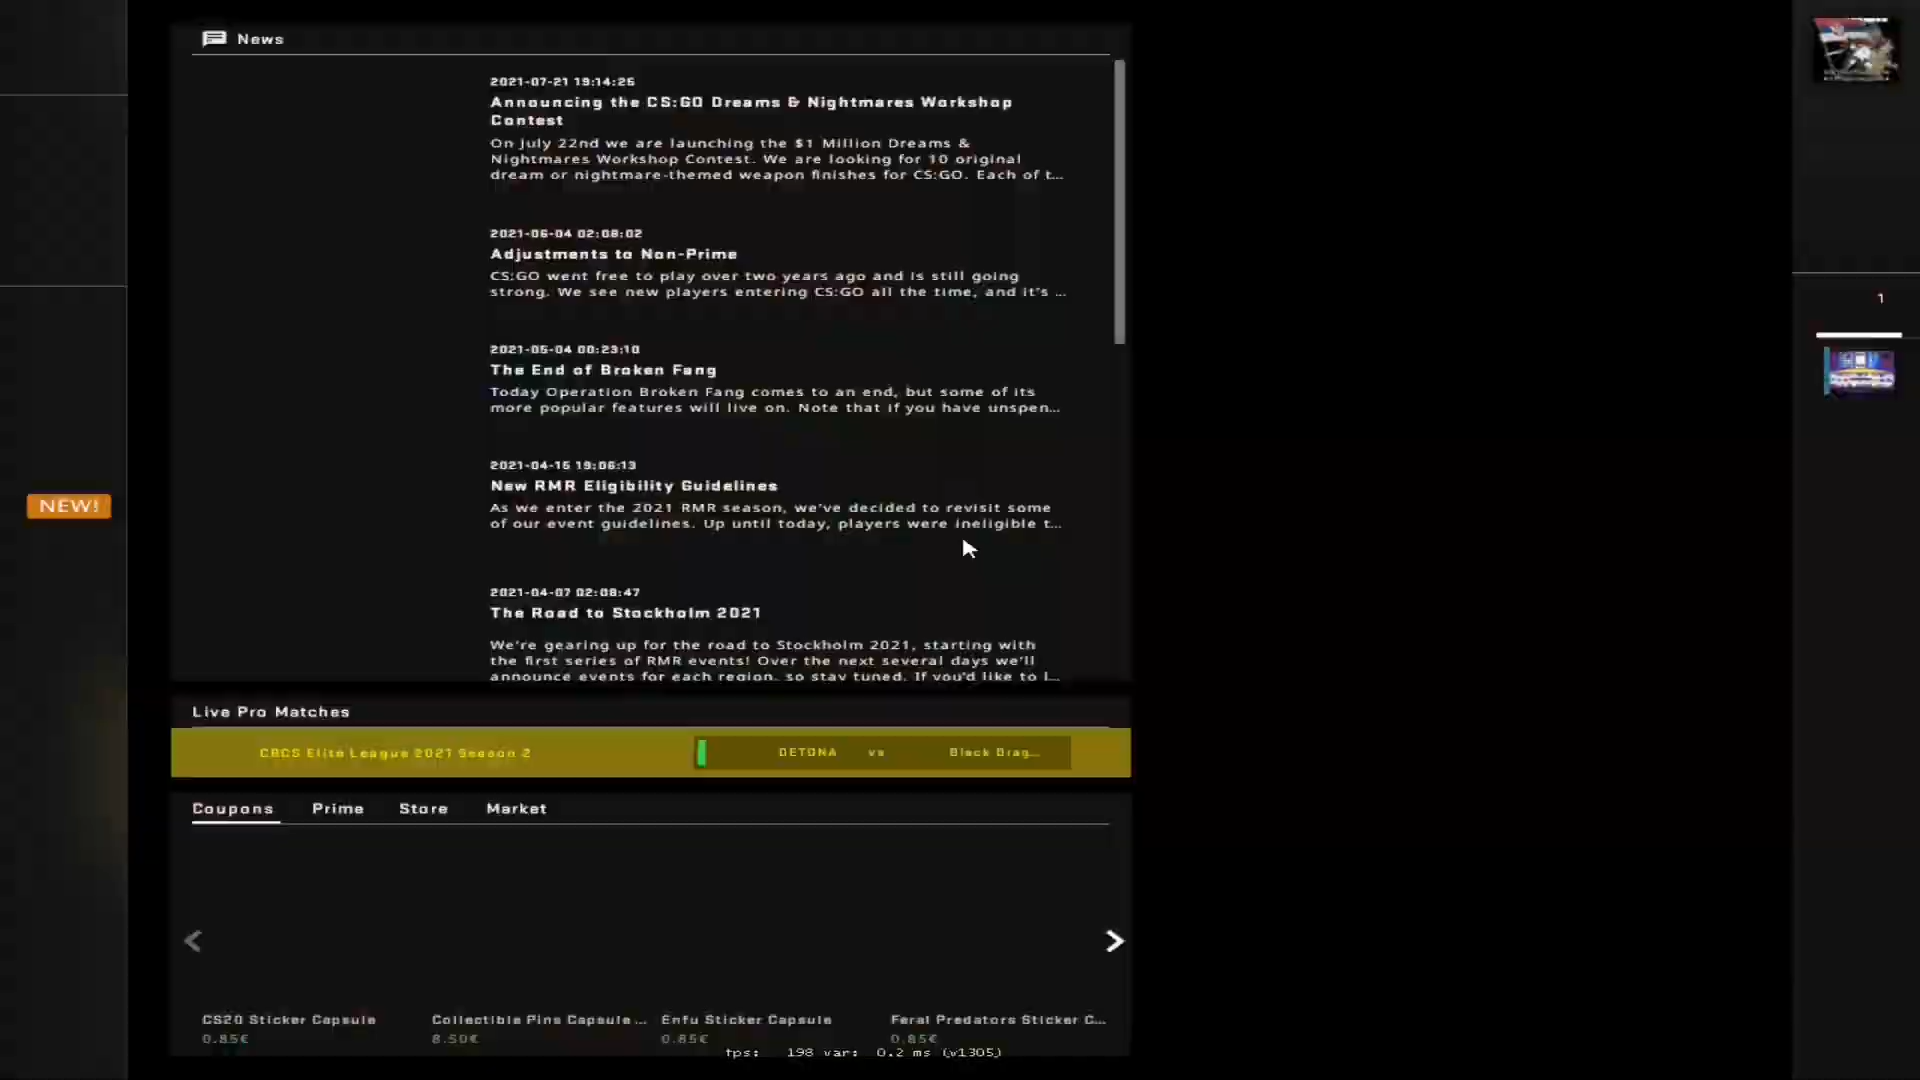 News
2021-07-21 19:14:25
Announcing the CS:GO Dreams & Nightmares Workshop
Contest
On July 22nd we are launching the $1 Million Dreams &
Nightmares Workshop Contest. We are looking for 10 original
dream or nightmare-themed weapon finishes for CS:GO. Each of t...
2021-06-04 02:08:02
Adjustments to Non-Prime
CS:GO went free to play over two years ago and is still going
strong. We see new players entering CS:GO all the time, and it's ...
1
2021-05-04 00:23:10
The End of Broken Fang
Today Operation Broken Fang comes to an end, but some of its
more popular features will live on. Note that if you have unspen...
2021-04-15 19:06:13
New RMR Eligibility Guidelines
As we enter the 2021 RMR season, we've decided to revisit some
of our event guidelines. Up until today, players were ineligible t...
NEW!
2021-04-07 02:08:47
The Road to Stockholm 2021
We're gearing up for the road to Stockholm 2021, starting with
the first series of RMR events! Over the next several days we'll
announce events for each region, so stay tuned. If you'd like to l...
Live Pro Matches
CBCS Elite League 2021 Season 2 DETONA vs Black Drag...
Coupons Prime Store Market
CS20 Sticker Capsule Collectible Pins Capsule ... Enfu Sticker Capsule Feral Predators Sticker C...
0.85€ 8.50€ 0.85€ 0.85€
fps: 198 var: 0.2 ms (v1305)